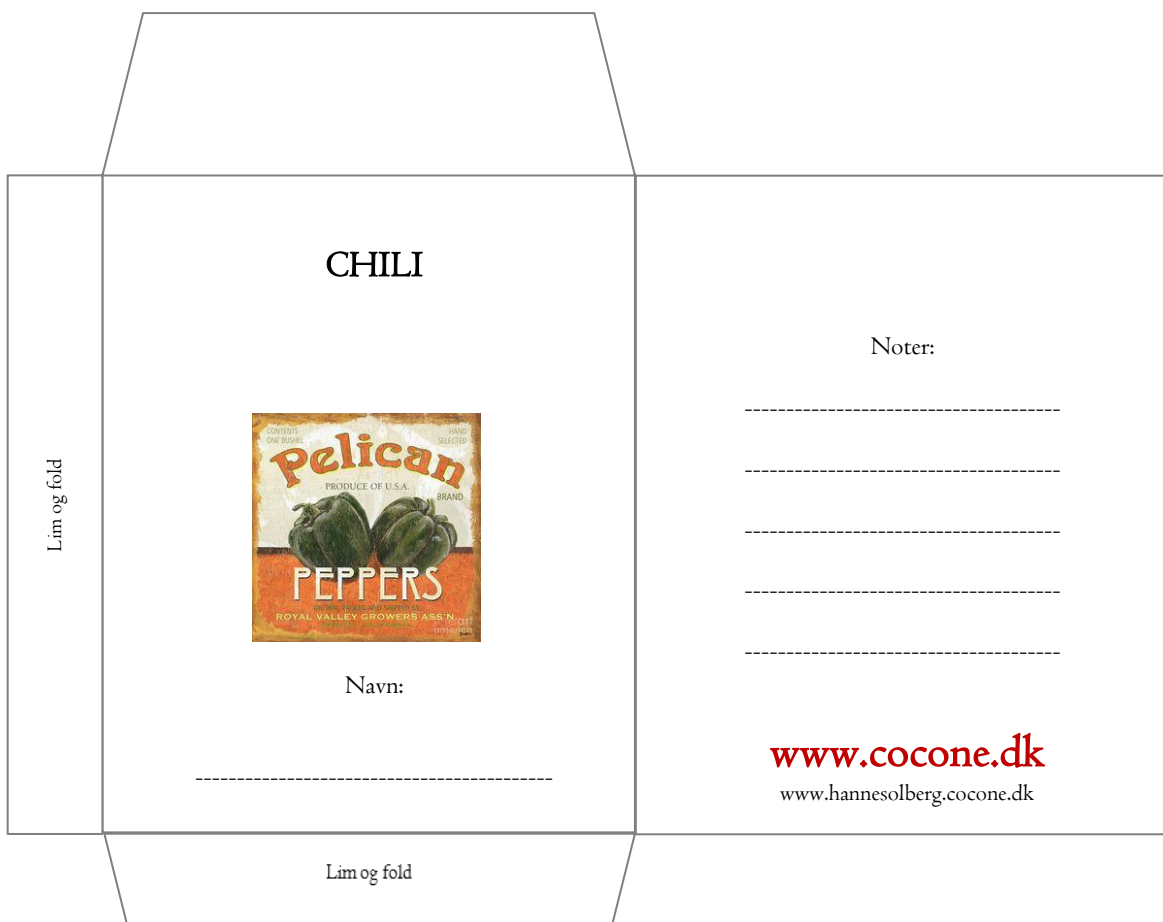 CHILI
Lim og fold
CONTENTS
ONE BUSHEL
HAND
SELECTED
Pelican
PRODUCE OF U.S.A.
BRAND
PEPPERS
ROYAL VALLEY GROWERS ASS'N
Navn:
------------------------------------------
Lim og fold
Noter:
-------------------------------------
-------------------------------------
-------------------------------------
-------------------------------------
-------------------------------------
www.cocone.dk
www.hannesolberg.cocone.dk